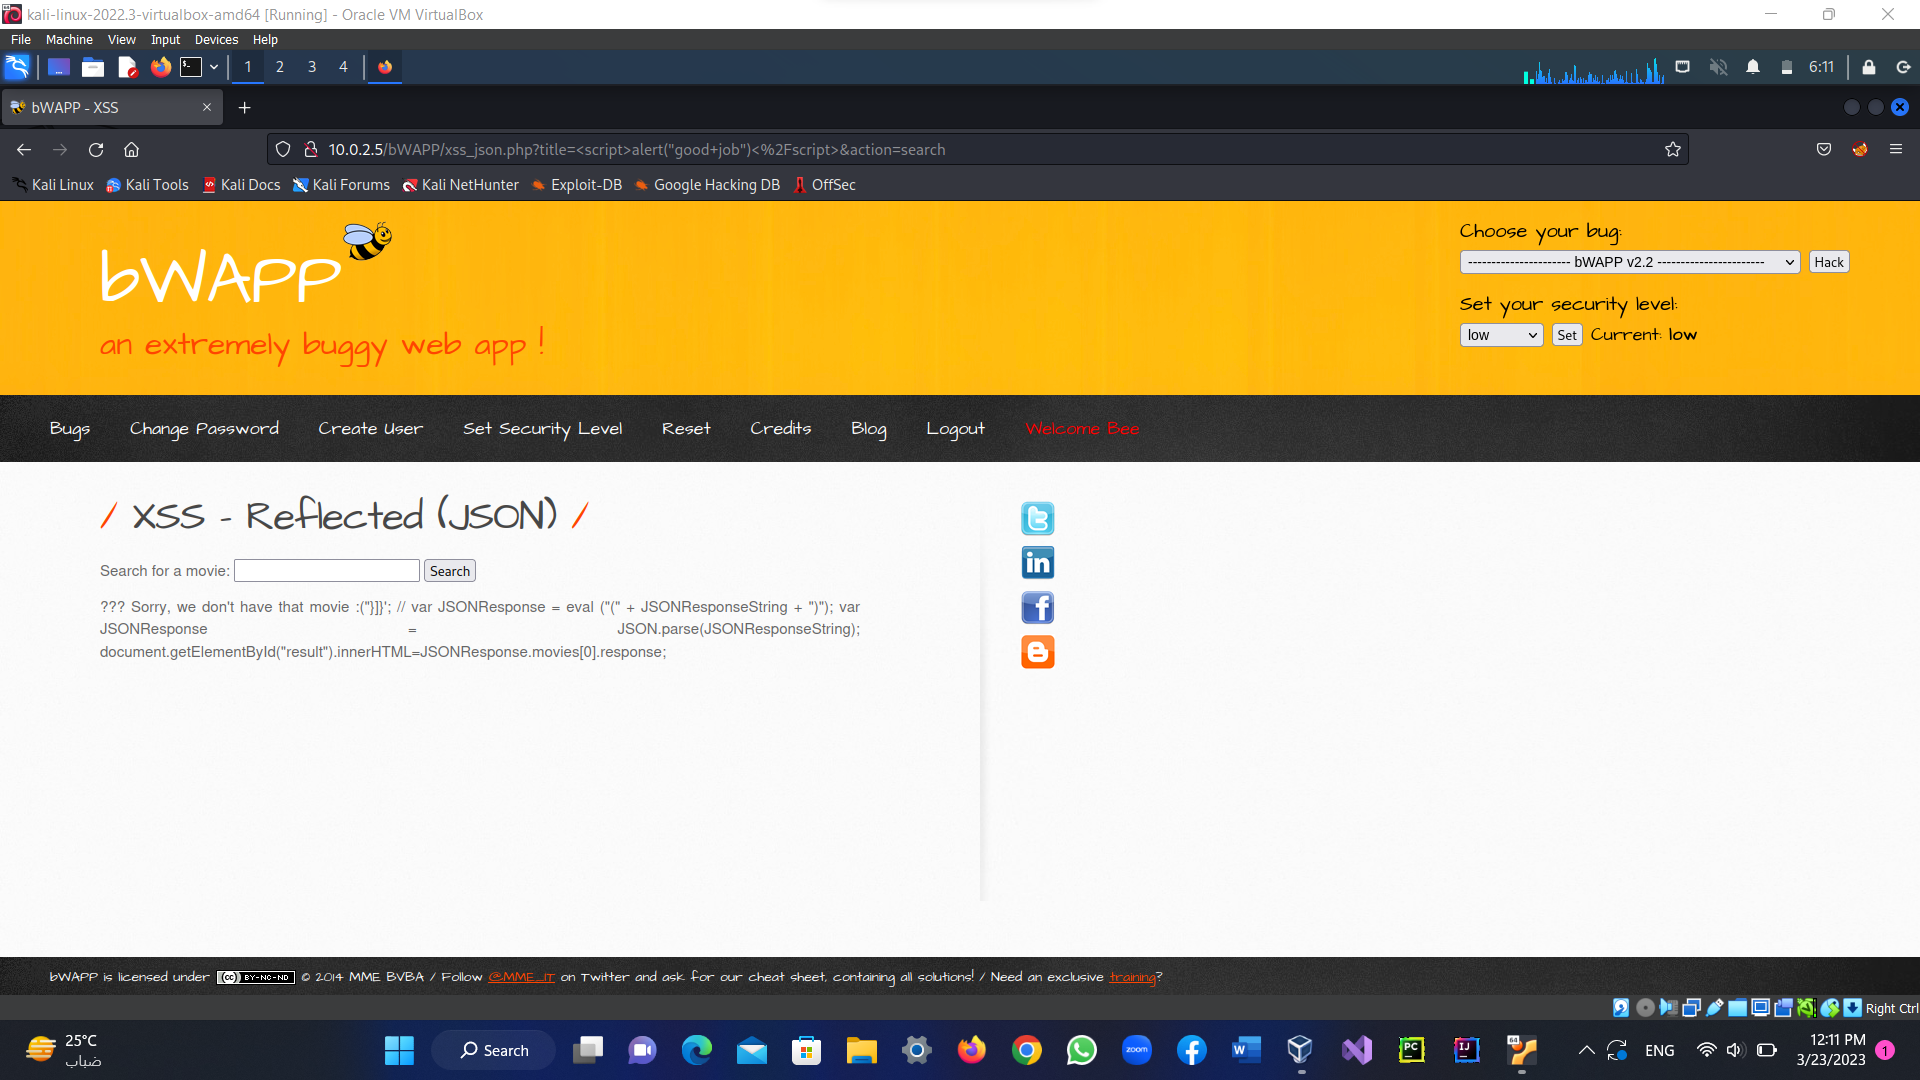 kali-linux-2022.3-virtualbox-amd64 [Running] - Oracle VM VirtualBox
File Machine View Input Devices Help
1 2 3 4 6:11
bWAPP - XSS
10.0.2.5/bWAPP/xss_json.php?title=<script>alert("good+job")<%2Fscript>&action=search
Kali Linux Kali Tools Kali Docs Kali Forums Kali NetHunter Exploit-DB Google Hacking DB OffSec
Choose your bug:
---------------------- bWAPP v2.2 ----------------------- Hack
bWAPP
Set your security level:
low Set Current: low
an extremely buggy web app !
Bugs Change Password Create User Set Security Level Reset Credits Blog Logout Welcome Bee
/ XSS - Reflected (JSON) /
Search for a movie: Search
??? Sorry, we don't have that movie :("}]}'; // var JSONResponse = eval ("(" + JSONResponseString + ")"); var
JSONResponse = JSON.parse(JSONResponseString);
document.getElementById("result").innerHTML=JSONResponse.movies[0].response;
bWAPP is licensed under (cc) BY-NC-ND © 2014 MME BVBA / Follow @MME_IT on Twitter and ask for our cheat sheet, containing all solutions! / Need an exclusive training?
Right Ctrl
25°C
ضباب
Search
zoom
PC
IJ
64
ENG
12:11 PM
3/23/2023
1